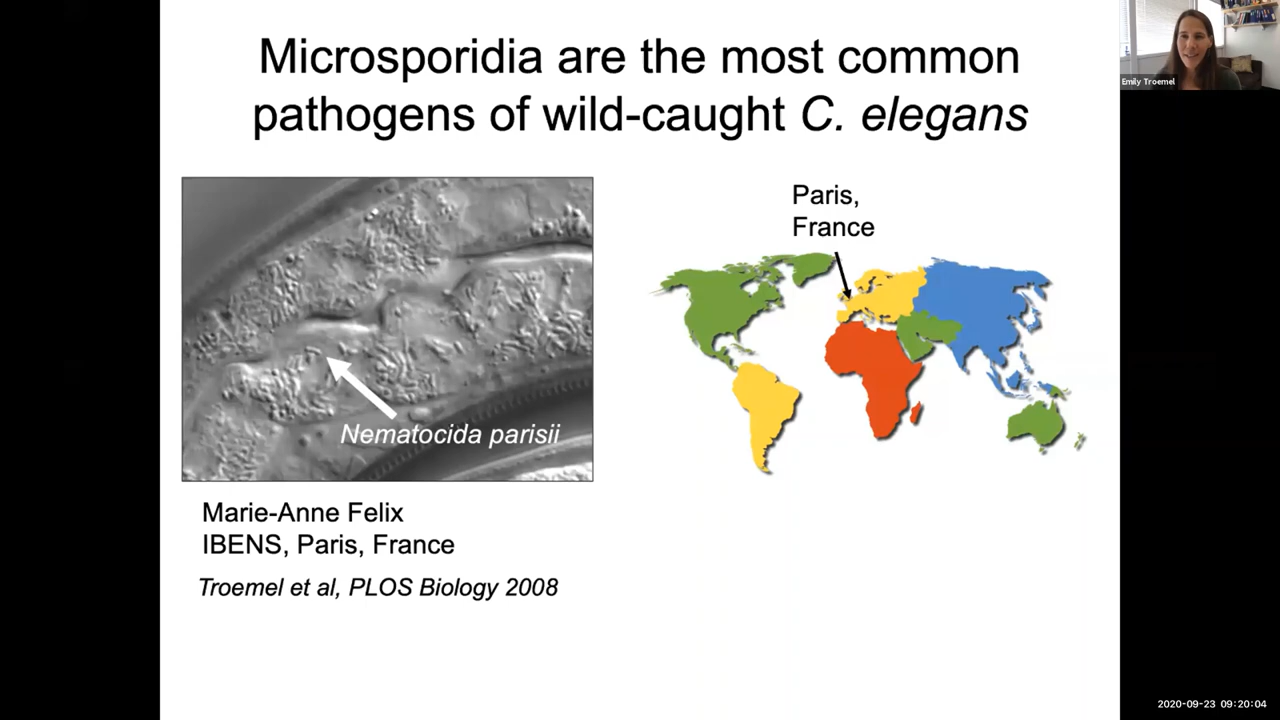 Microsporidia are the most common
pathogens of wild-caught C. elegans
Emily Troemel
Paris,
France
Nematocida parisii
Marie-Anne Felix
IBENS, Paris, France
Troemel et al, PLOS Biology 2008
2020-09-23 09:20:04